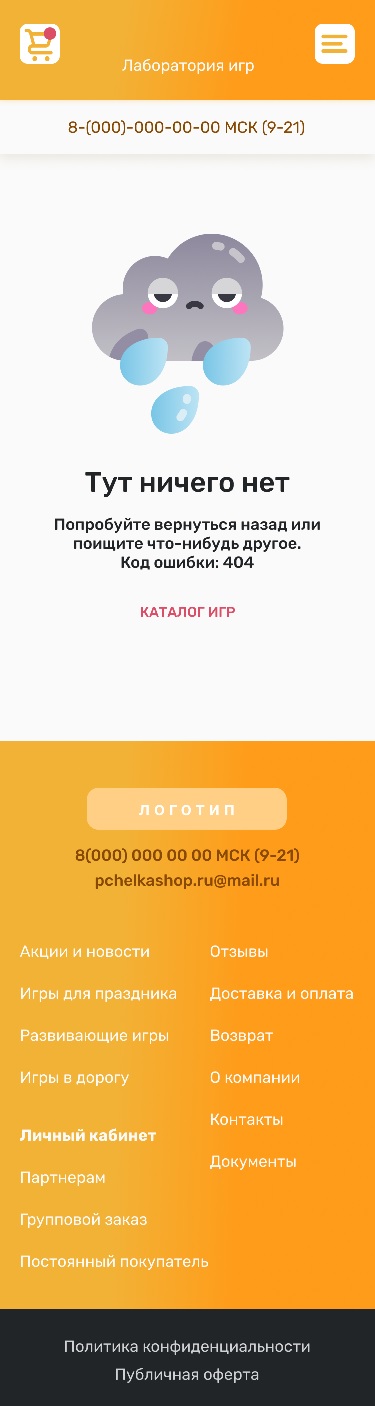 Лаборатория игр
8-(000)-000-00-00 МСК (9-21)
Тут ничего нет
Попробуйте вернуться назад или
поищите что-нибудь другое.
Код ошибки: 404
КАТАЛОГ ИГР
ЛОГОТИП
8(000) 000 00 00 МСК (9-21)
pchelkashop.ru@mail.ru
Акции и новости
Игры для праздника
Развивающие игры
Игры в дорогу
Личный кабинет
Партнерам
Групповой заказ
Постоянный покупатель
Отзывы
Доставка и оплата
Возврат
О компании
Контакты
Документы
Политика конфиденциальности
Публичная оферта